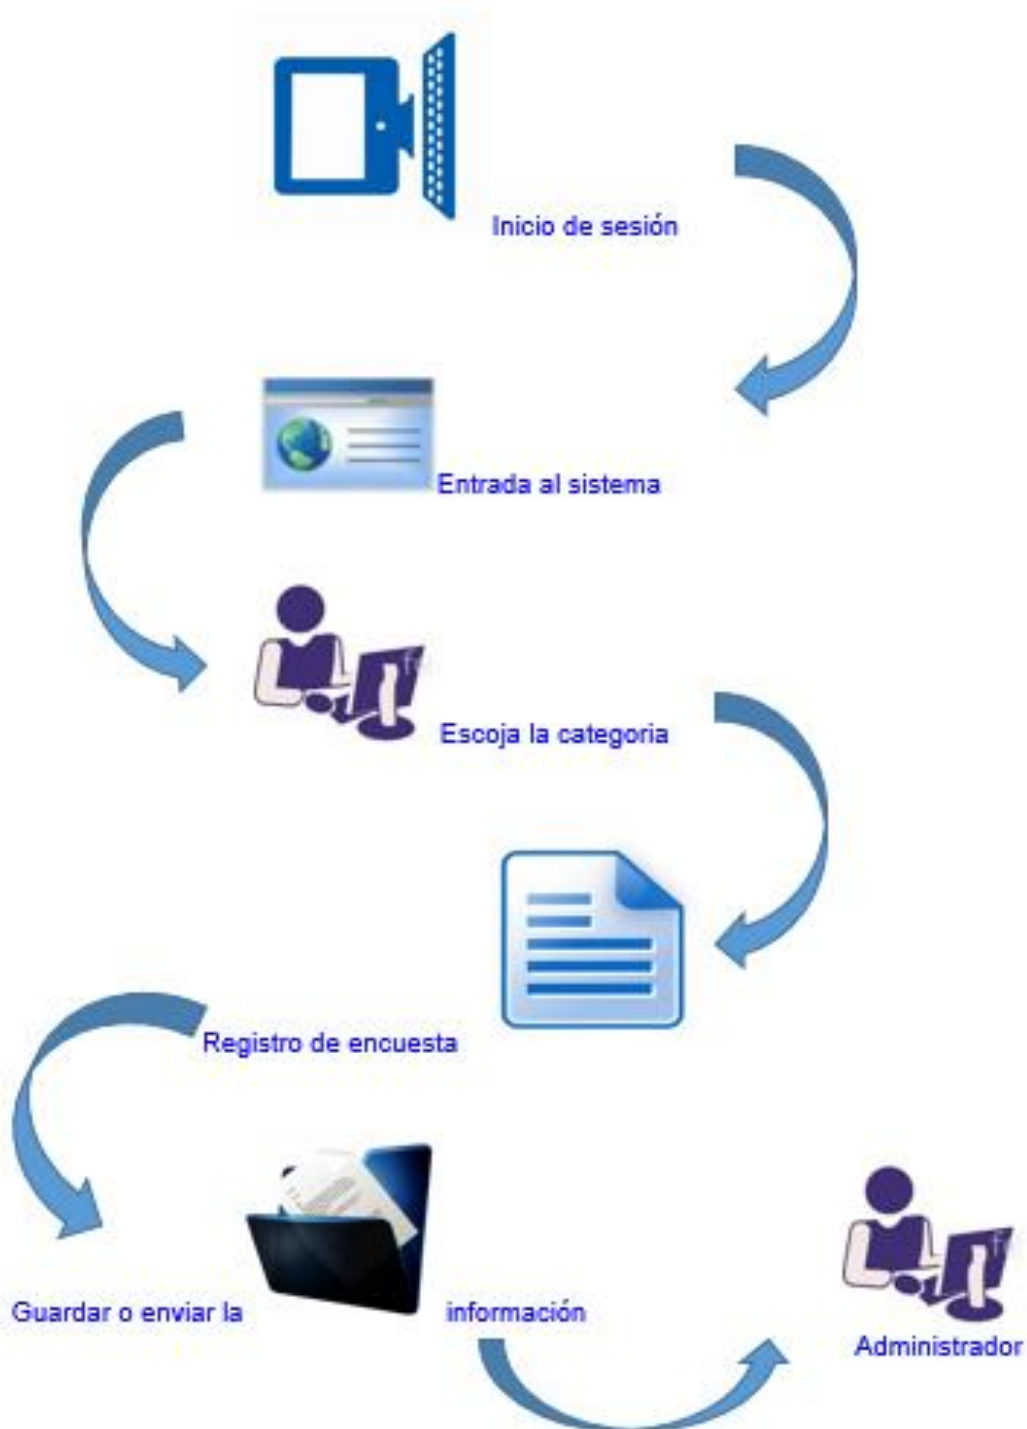 Inicio de sesión
Entrada al sistema
Escoja la categoria
Registro de encuesta
Guardar o enviar la información
Administrador